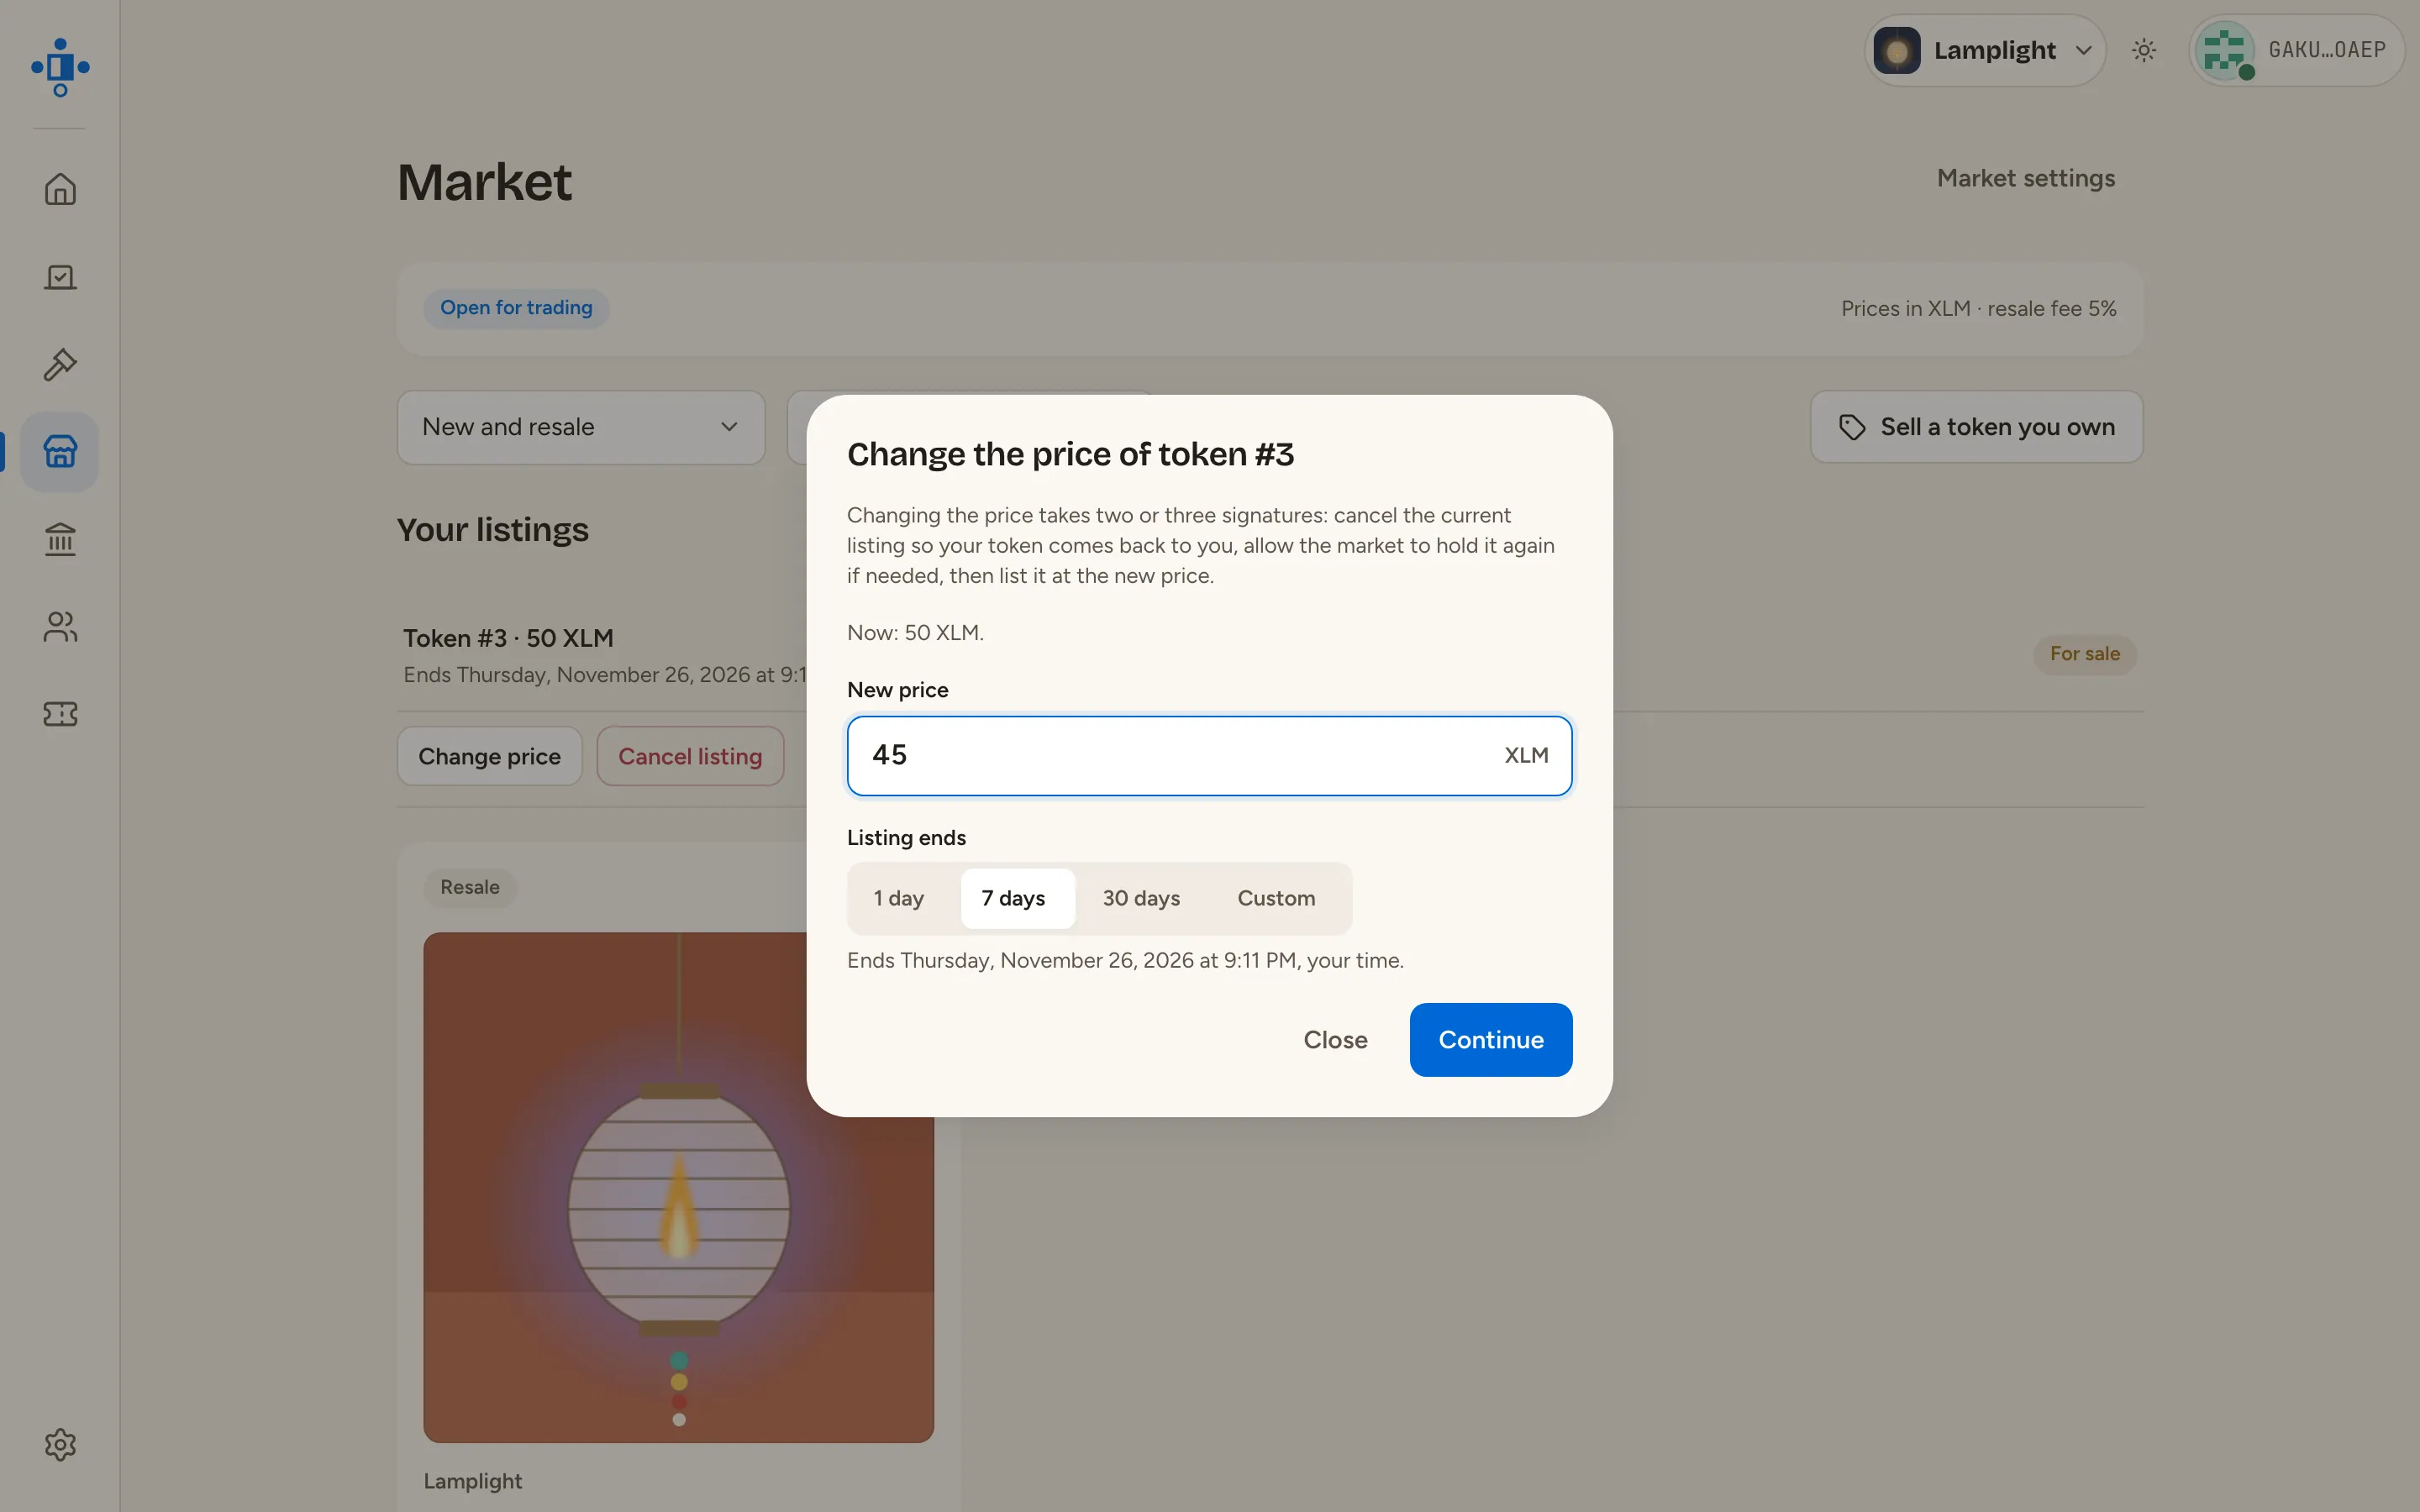 Lamplight
GAKU...OAEP
Market
Market settings
Open for trading
Prices in XLM · resale fee 5%
New and resale
Sell a token you own
Your listings
Token #3 · 50 XLM
Ends Thursday, November 26, 2026 at 9:1
For sale
Change price
Cancel listing
Resale
Lamplight
Change the price of token #3
Changing the price takes two or three signatures: cancel the current
listing so your token comes back to you, allow the market to hold it again
if needed, then list it at the new price.
Now: 50 XLM.
New price
45
XLM
Listing ends
1 day
7 days
30 days
Custom
Ends Thursday, November 26, 2026 at 9:11 PM, your time.
Close
Continue